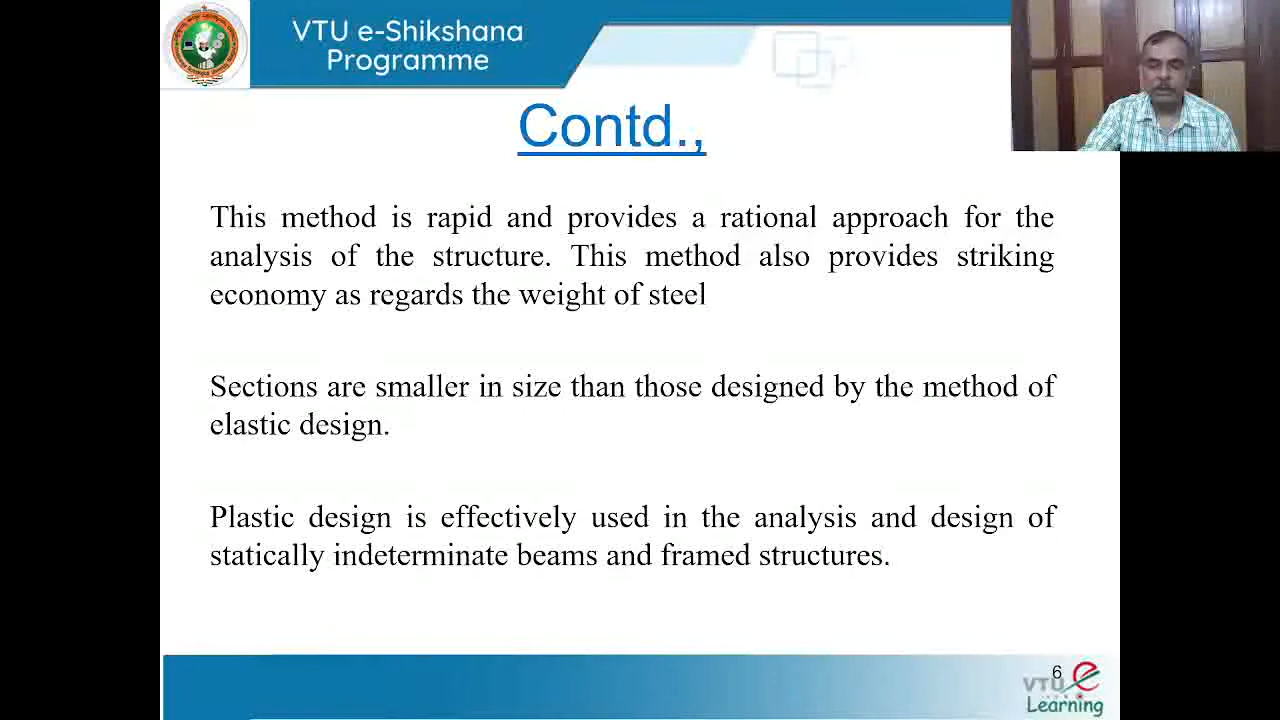 VTU e-Shikshana
Programme
Contd.,
This method is rapid and provides a rational approach for the
analysis of the structure. This method also provides striking
economy as regards the weight of steel
Sections are smaller in size than those designed by the method of
elastic design.
Plastic design is effectively used in the analysis and design of
statically indeterminate beams and framed structures.
6
VTU e
Learning